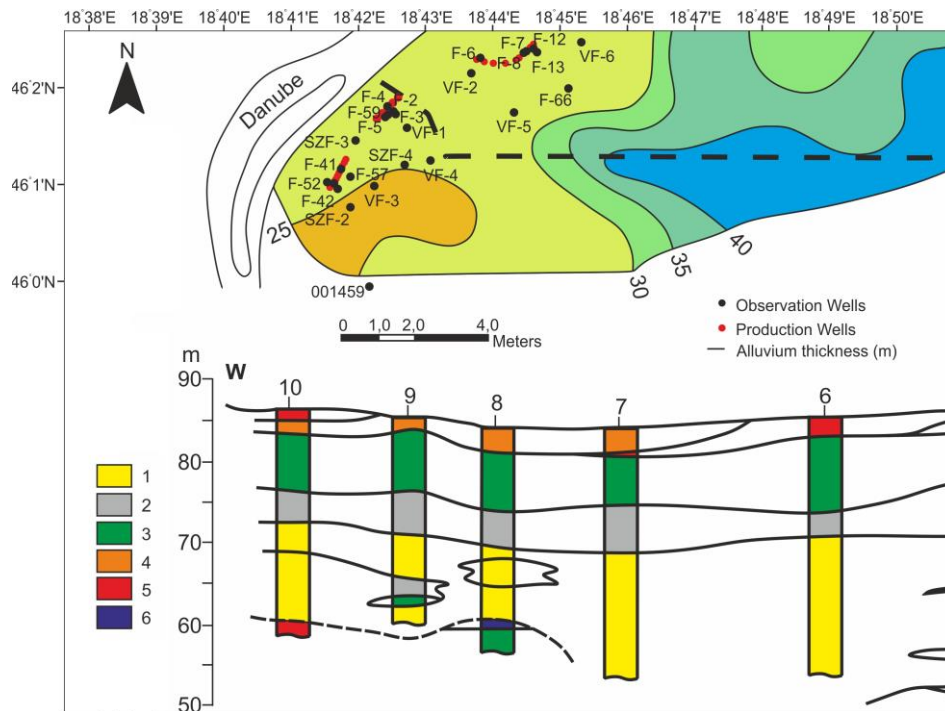 18°38'E 18°39'E 18°40'E 18°41'E 18°42'E 18°43'E 18°44'E 18°45'E 18°46'E 18°47'E 18°48'E 18°49'E 18°50'E
N
46°2'N
46°1'N
46°0'N
Danube
F-12
F-7
F-6
F-8
VF-6
F-13
VF-2
F-66
F-4
F-2
F-59
F-3
F-5
VF-1
VF-5
SZF-3
SZF-4
F-41
F-57
VF-4
F-52
F-42
VF-3
SZF-2
25
30
35
40
001459
Observation Wells
Production Wells
Alluvium thickness (m)
0 1,0 2,0 4,0
Meters
m
W
90
80
70
60
50
10 9 8 7 6
1
2
3
4
5
6